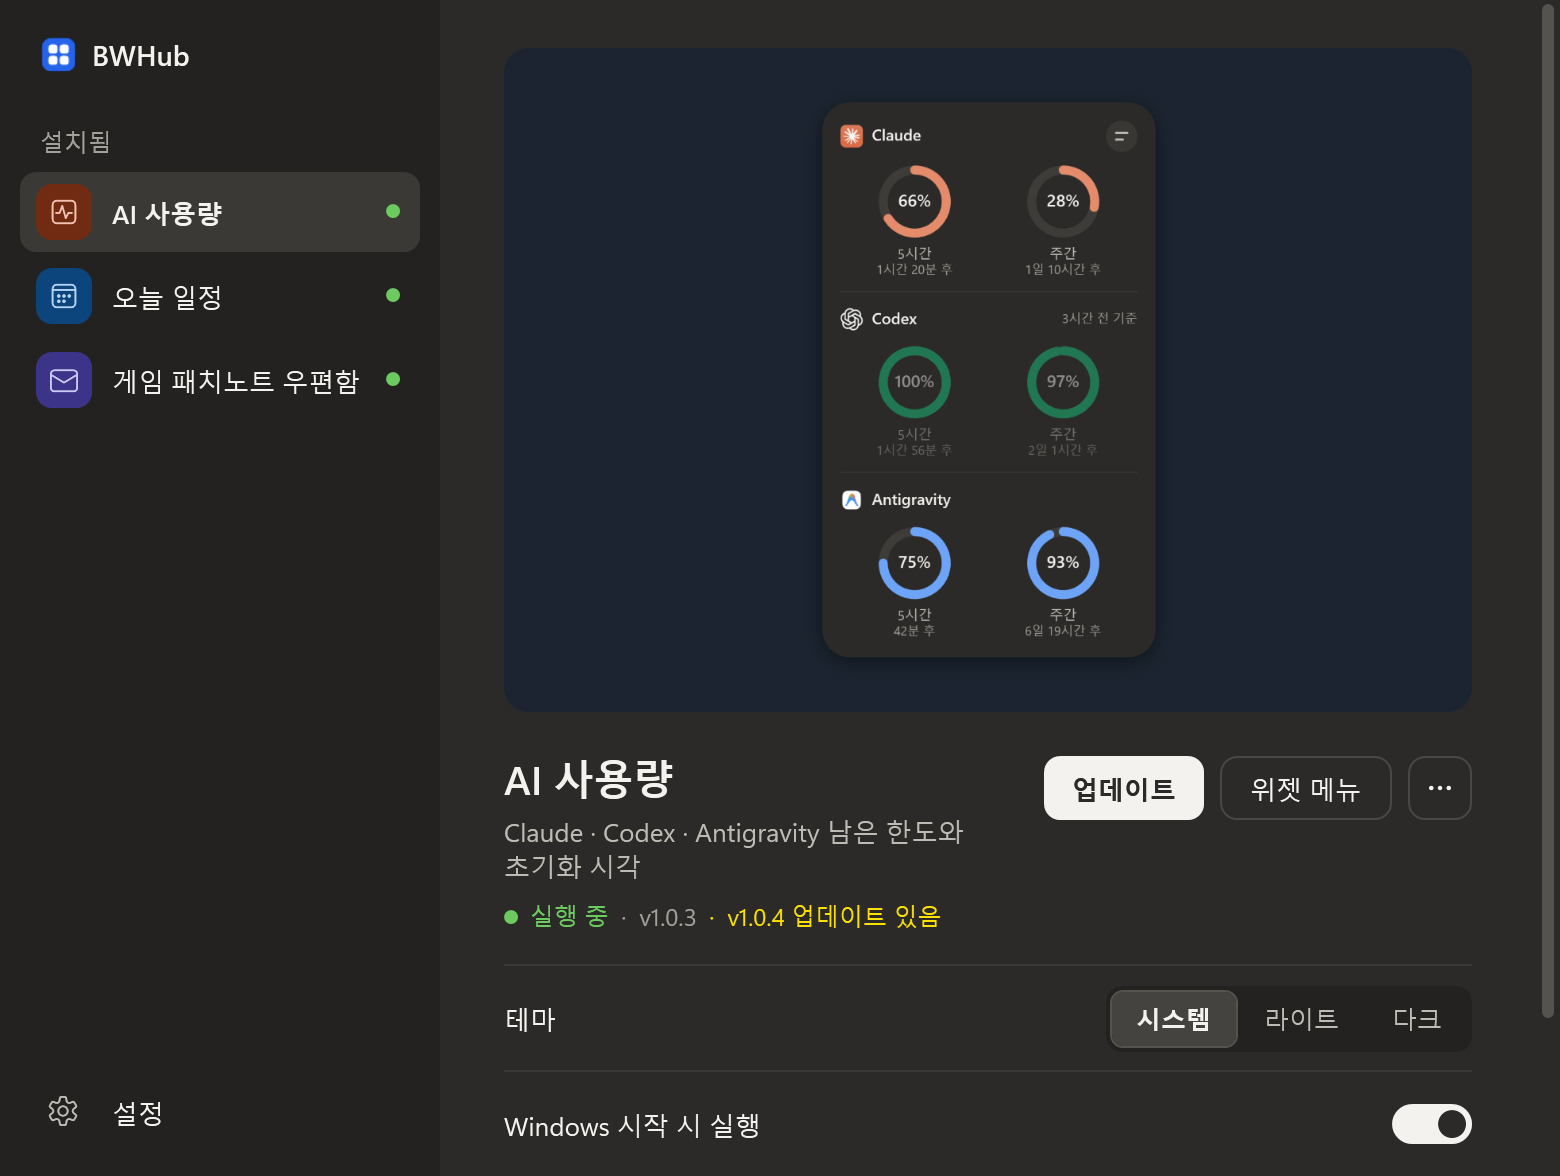 BWHub
설치됨
AI 사용량
오늘 일정
게임 패치노트 우편함
설정
Claude
66%
28%
5시간
주간
1시간 20분 후
1일 10시간 후
Codex
3시간 전 기준
100%
97%
5시간
주간
1시간 56분 후
2일 1시간 후
Antigravity
75%
93%
5시간
주간
42분 후
6일 19시간 후
AI 사용량
업데이트
위젯 메뉴
···
Claude · Codex · Antigravity 남은 한도와
초기화 시각
실행 중 · v1.0.3 · v1.0.4 업데이트 있음
테마
시스템
라이트
다크
Windows 시작 시 실행